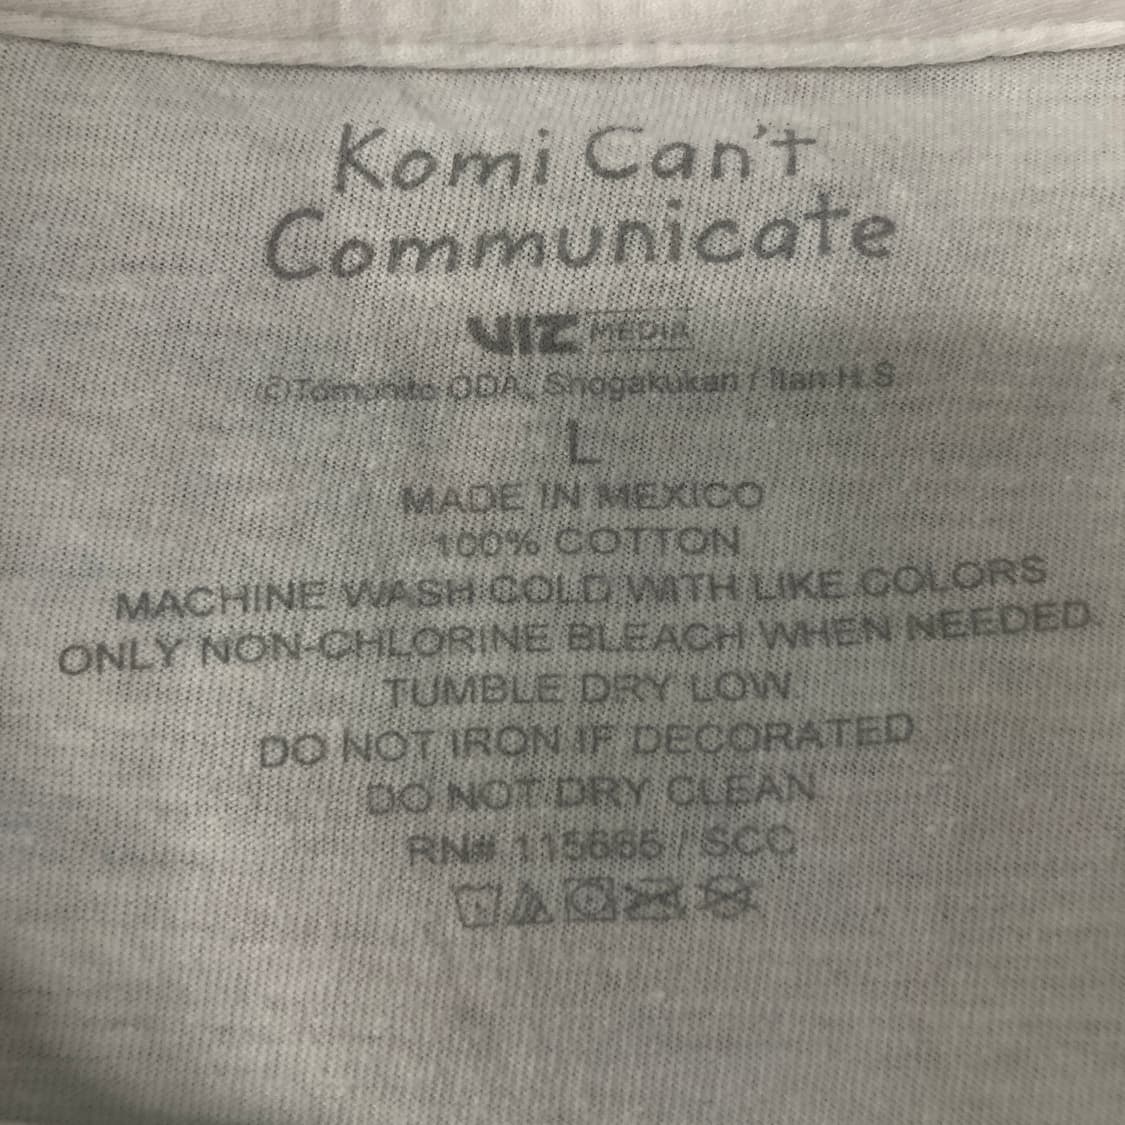 Komi Can't
Communicate
VIZ MEDIA
©Tomohito ODA, Shogakukan / Itan H.S
L
MADE IN MEXICO
100% COTTON
MACHINE WASH COLD WITH LIKE COLORS
ONLY NON-CHLORINE BLEACH WHEN NEEDED
TUMBLE DRY LOW
DO NOT IRON IF DECORATED
DO NOT DRY CLEAN
RN# 115665 / SCC